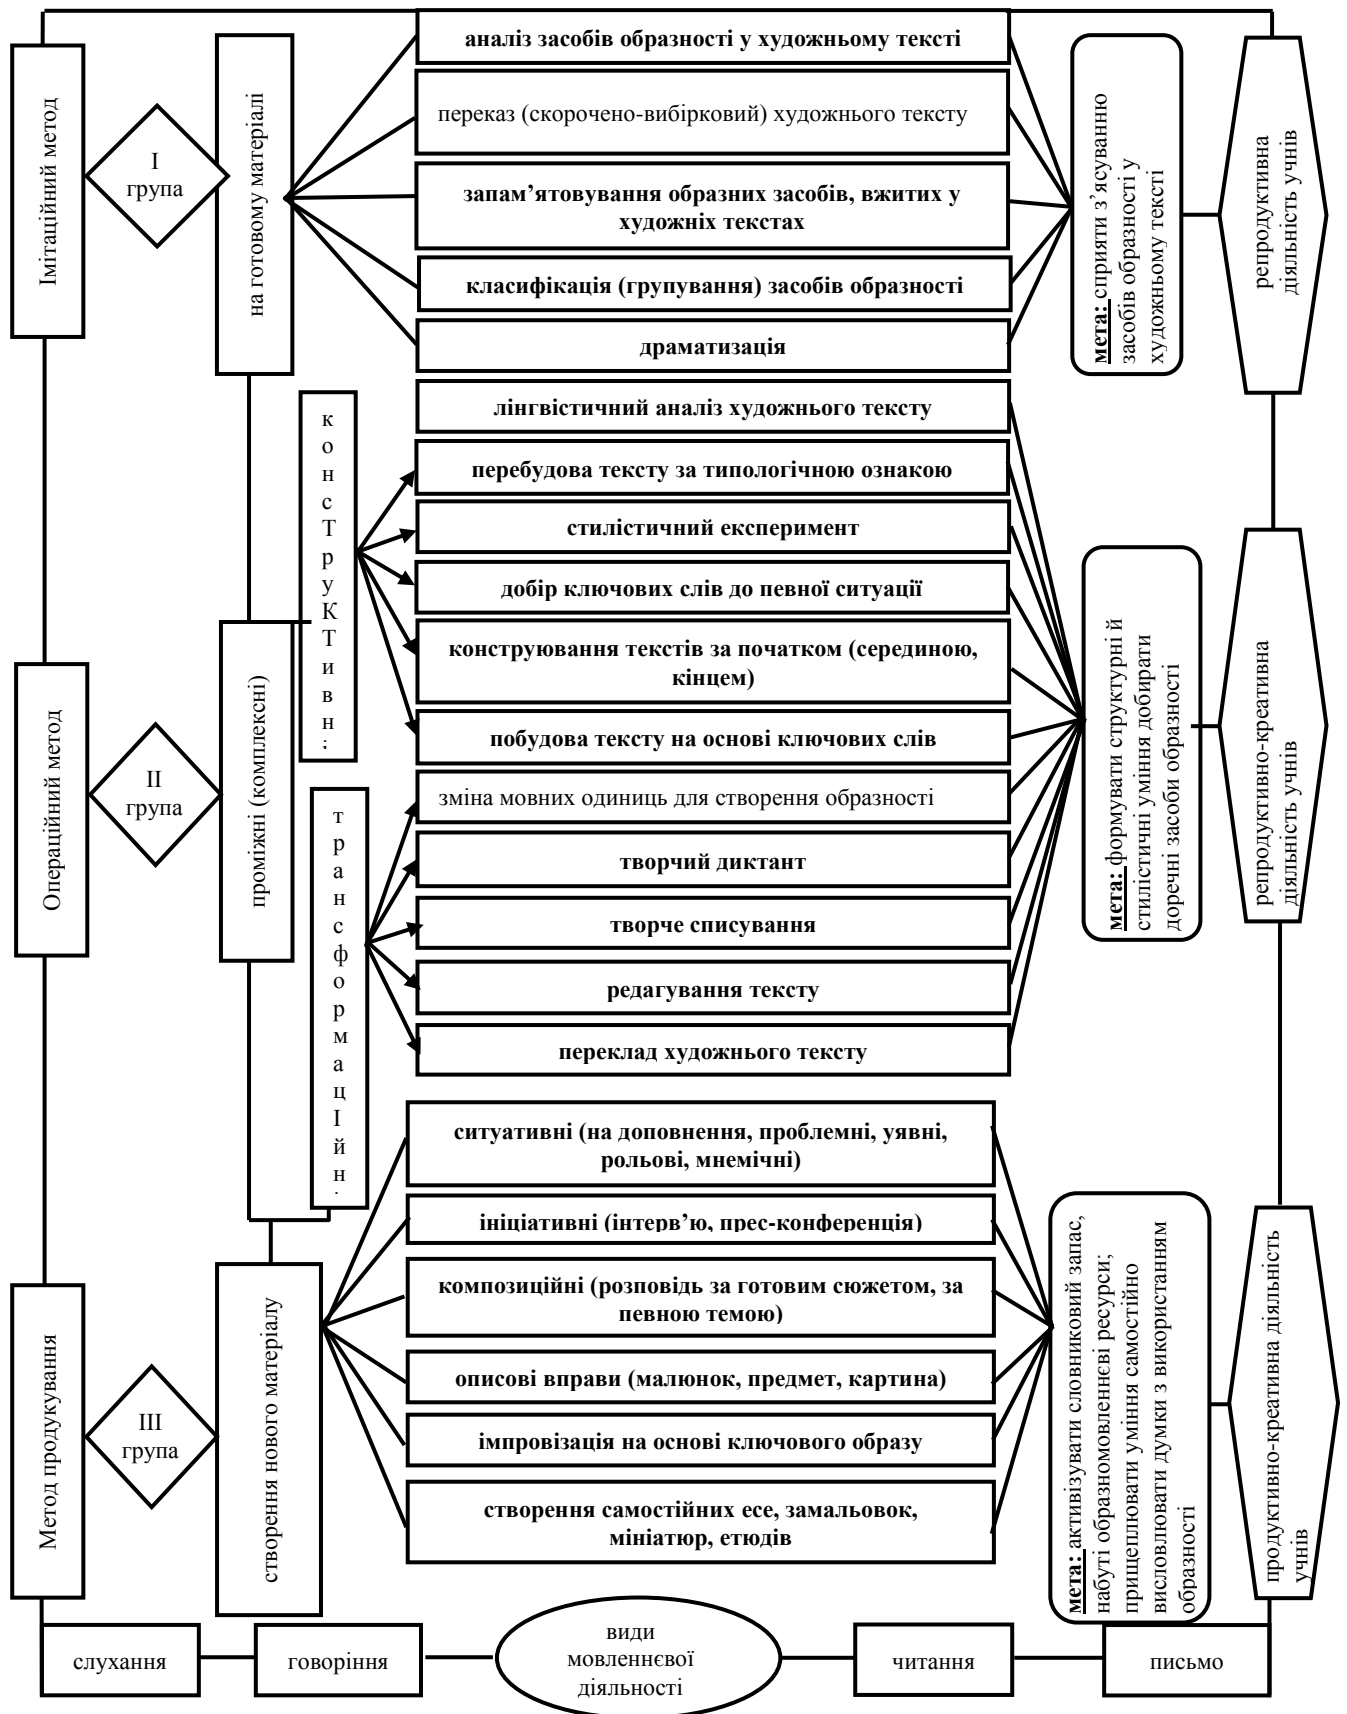 Імітаційний метод
І
група
на готовому матеріалі
аналіз засобів образності у художньому тексті
переказ (скорочено-вибірковий) художнього тексту
запам’ятовування образних засобів, вжитих у
художніх текстах
класифікація (групування) засобів образності
драматизація
мета: сприяти з’ясуванню
засобів образності у
художньому тексті
репродуктивна
діяльність учнів
Операційний метод
ІІ
група
проміжні (комплексні)
к
о
н
с
Т
р
у
К
Т
и
в
н
і
лінгвістичний аналіз художнього тексту
перебудова тексту за типологічною ознакою
стилістичний експеримент
добір ключових слів до певної ситуації
конструювання текстів за початком (серединою,
кінцем)
побудова тексту на основі ключових слів
т
р
а
н
с
ф
о
р
м
а
ц
І
й
н
зміна мовних одиниць для створення образності
творчий диктант
творче списування
редагування тексту
переклад художнього тексту
мета: формувати структурні й
стилістичні уміння добирати
доречні засоби образності
репродуктивно-креативна
діяльність учнів
Метод продукування
ІІІ
група
створення нового матеріалу
ситуативні (на доповнення, проблемні, уявні,
рольові, мнемічні)
ініціативні (інтерв’ю, прес-конференція)
композиційні (розповідь за готовим сюжетом, за
певною темою)
описові вправи (малюнок, предмет, картина)
імпровізація на основі ключового образу
створення самостійних есе, замальовок,
мініатюр, етюдів
мета: активізувати словниковий запас,
набуті образномовленнєві ресурси;
прищеплювати уміння самостійно
висловлювати думки з використанням
образності
продуктивно-креативна діяльність
учнів
слухання
говоріння
види
мовленнєвої
діяльності
читання
письмо